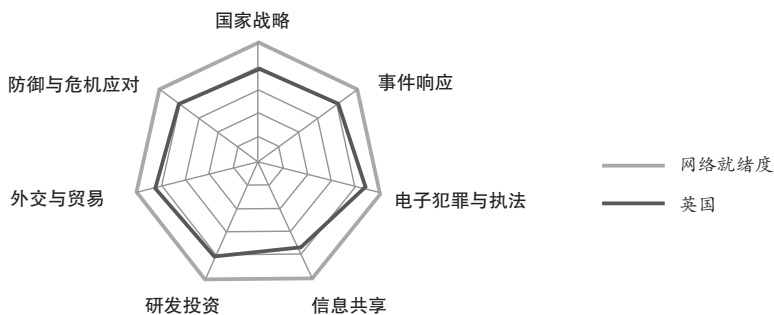 国家战略
事件响应
电子犯罪与执法
信息共享
研发投资
外交与贸易
防御与危机应对
网络就绪度
英国